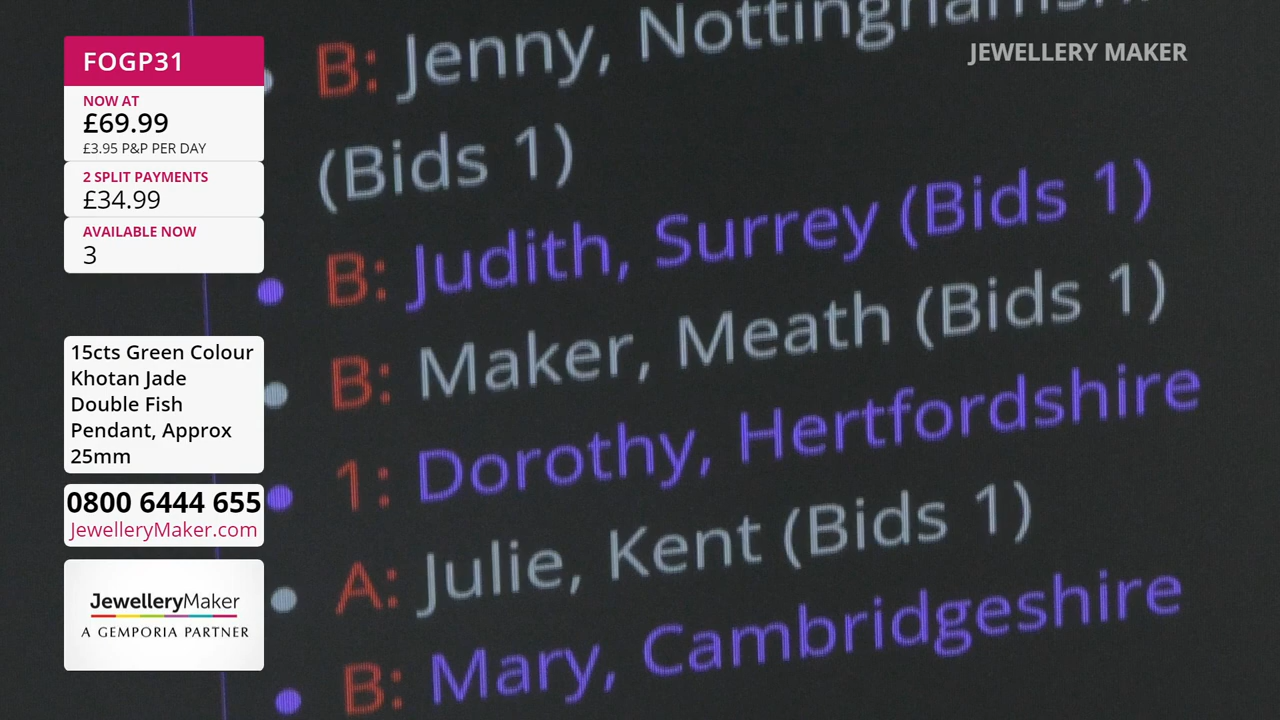 FOGP31
NOW AT
£69.99
£3.95 P&P PER DAY
2 SPLIT PAYMENTS
£34.99
AVAILABLE NOW
3
15cts Green Colour
Khotan Jade
Double Fish
Pendant, Approx
25mm
0800 6444 655
JewelleryMaker.com
JewelleryMaker
A GEMPORIA PARTNER
JEWELLERY MAKER
B: Jenny,
(Bids 1)
B: Judith, Surrey (Bids 1)
B: Maker, Meath (Bids 1)
1: Dorothy, Hertfordshire
A: Julie, Kent (Bids 1)
B: Mary, Cambridgeshire